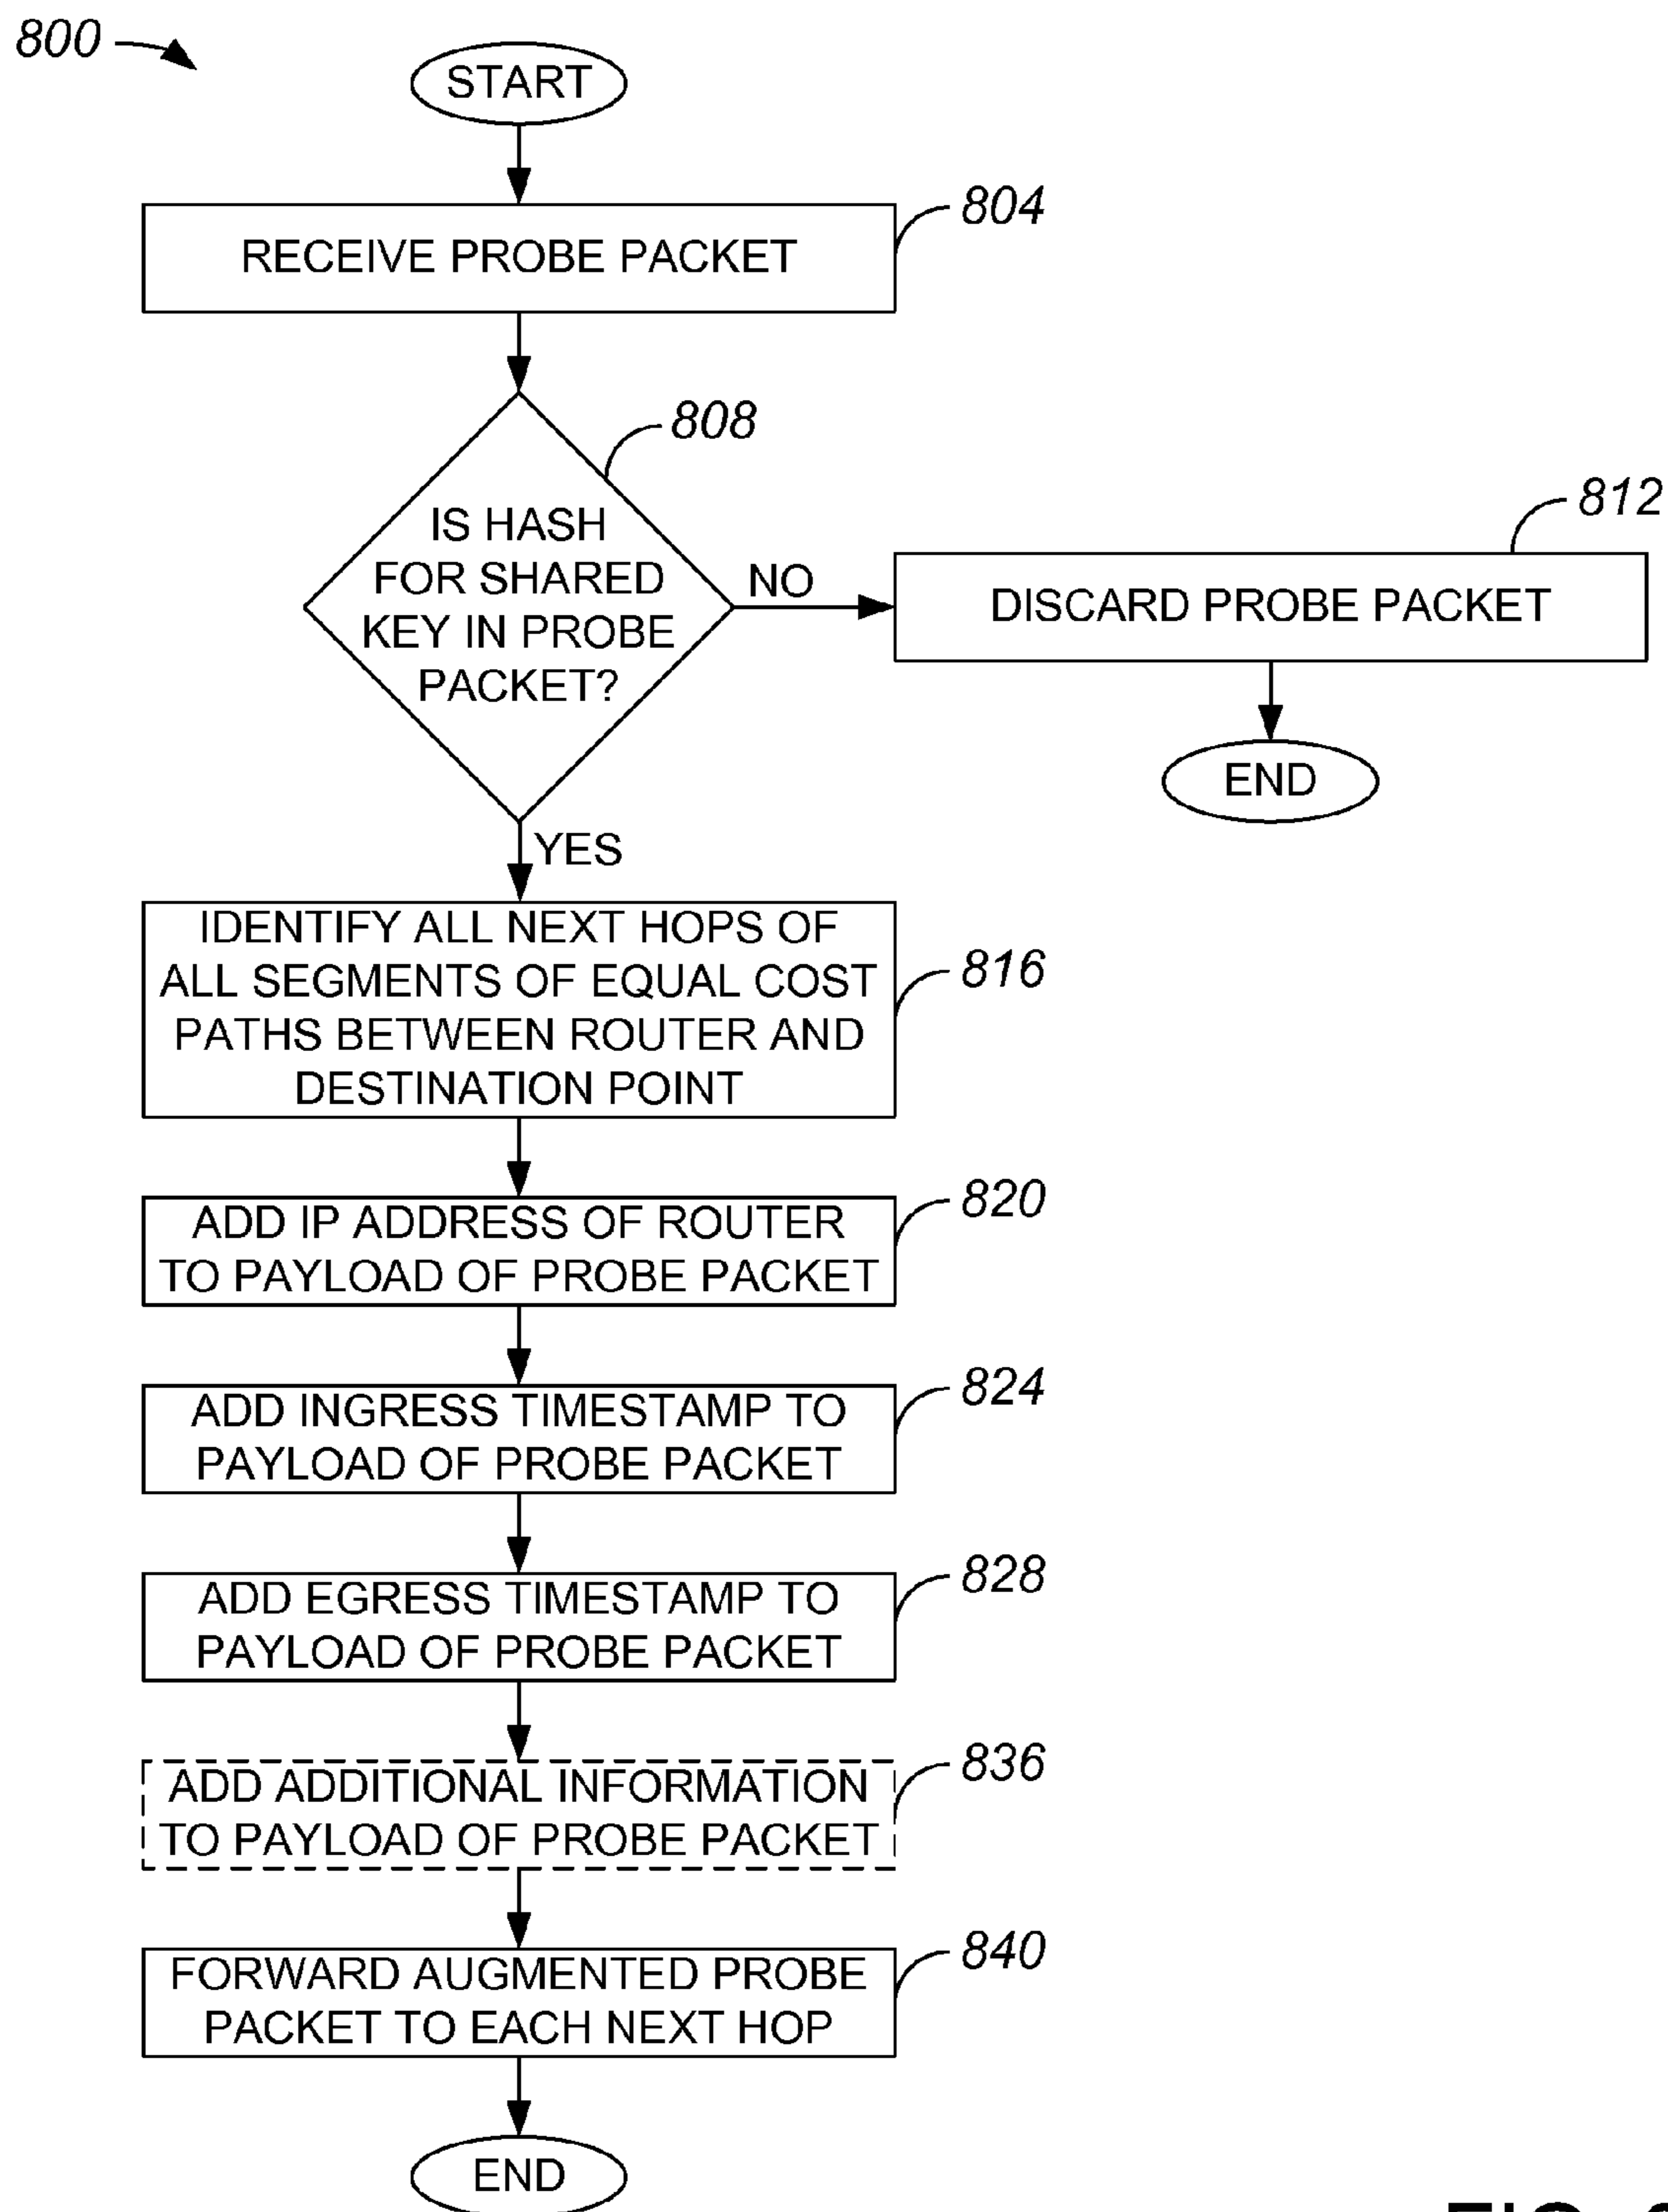 800
START
RECEIVE PROBE PACKET
804
808
IS HASH
FOR SHARED
KEY IN PROBE
PACKET?
NO
812
DISCARD PROBE PACKET
END
YES
IDENTIFY ALL NEXT HOPS OF
ALL SEGMENTS OF EQUAL COST
PATHS BETWEEN ROUTER AND
DESTINATION POINT
816
ADD IP ADDRESS OF ROUTER
TO PAYLOAD OF PROBE PACKET
820
ADD INGRESS TIMESTAMP TO
PAYLOAD OF PROBE PACKET
824
ADD EGRESS TIMESTAMP TO
PAYLOAD OF PROBE PACKET
828
ADD ADDITIONAL INFORMATION
TO PAYLOAD OF PROBE PACKET
836
FORWARD AUGMENTED PROBE
PACKET TO EACH NEXT HOP
840
END
FIG.